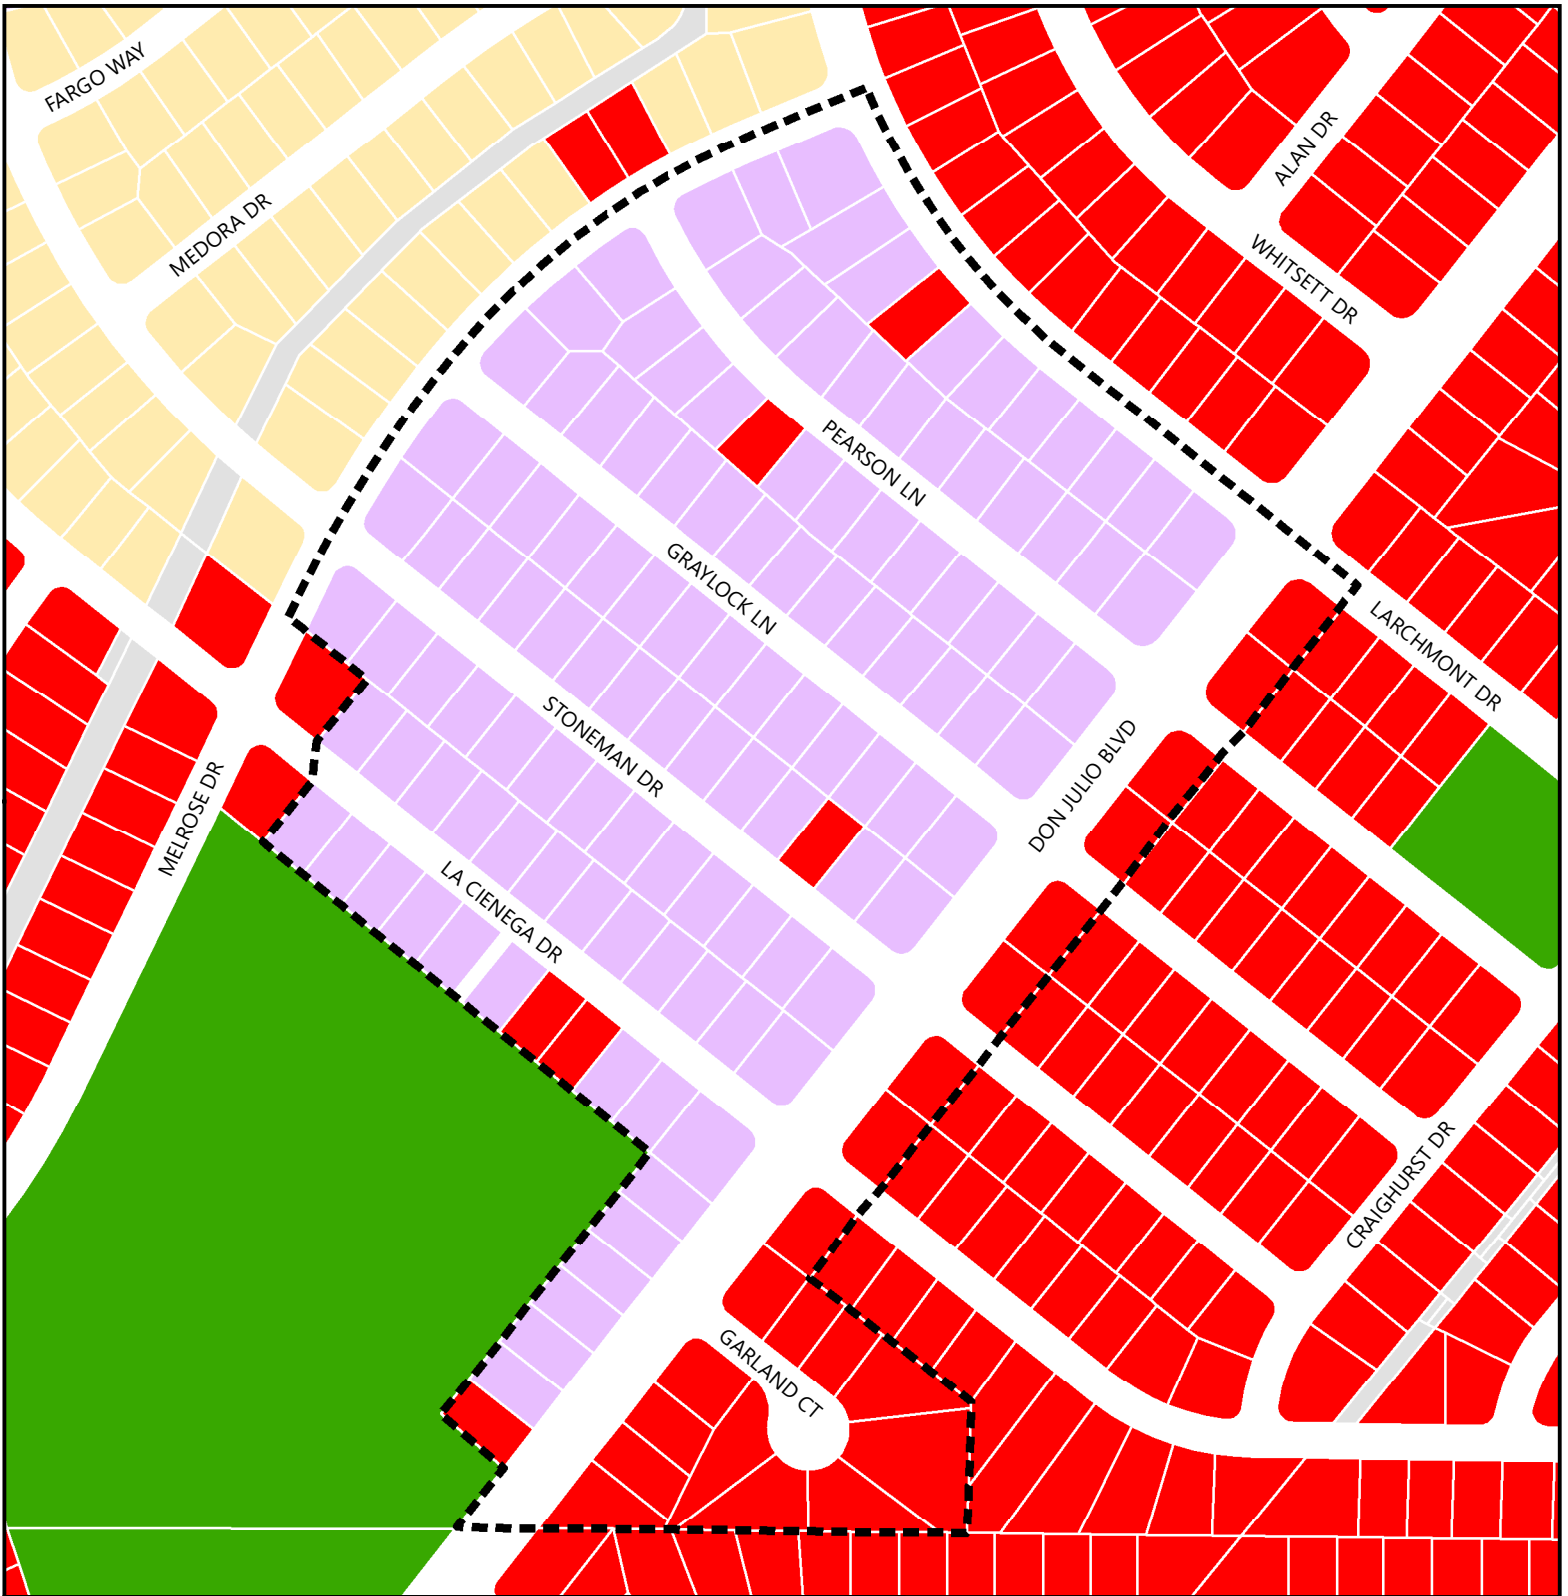 FARGO WAY
MEDORA DR
ALAN DR
WHITSETT DR
PEARSON LN
GRAYLOCK LN
LARCHMONT DR
STONEMAN DR
DON JULIO BLVD
MELROSE DR
LA CIENEGA DR
CRAIGHURST DR
GARLAND CT